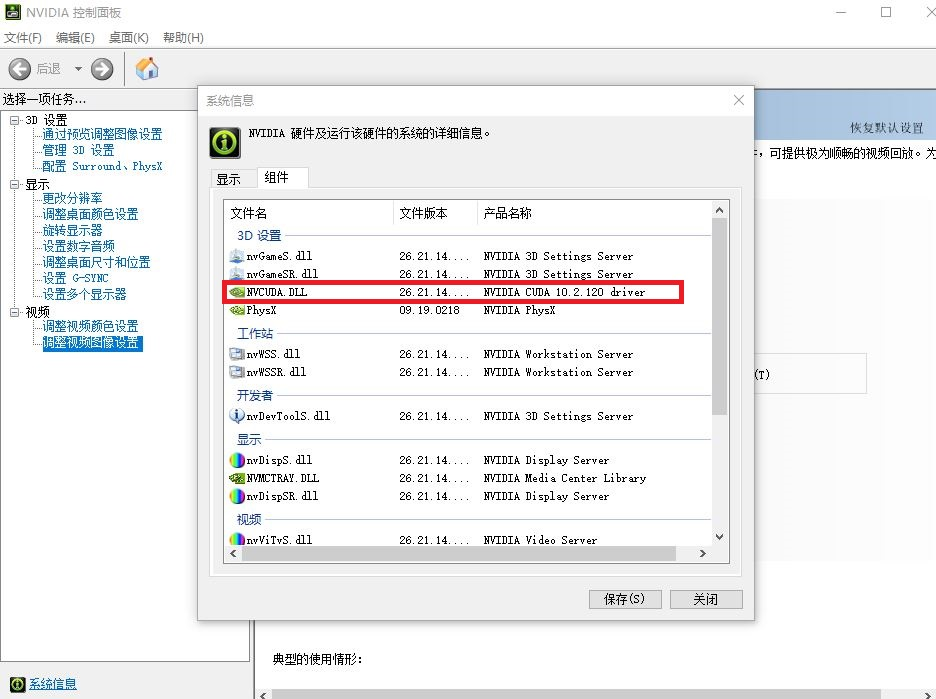 NVIDIA 控制面板
文件(F) 编辑(E) 桌面(K) 帮助(H)
后退
选择一项任务...
3D 设置
通过预览调整图像设置
管理 3D 设置
配置 Surround、PhysX
显示
更改分辨率
调整桌面颜色设置
旋转显示器
设置数字音频
调整桌面尺寸和位置
设置 G-SYNC
设置多个显示器
视频
调整视频颜色设置
调整视频图像设置
系统信息
恢复默认设置
，可提供极为顺畅的视频回放。为
(T)
典型的使用情形:
系统信息
NVIDIA 硬件及运行该硬件的系统的详细信息。
显示 组件
文件名 文件版本 产品名称
3D 设置
nvGameS.dll 26.21.14.... NVIDIA 3D Settings Server
nvGameSR.dll 26.21.14.... NVIDIA 3D Settings Server
NVCUDA.DLL 26.21.14.... NVIDIA CUDA 10.2.120 driver
PhysX 09.19.0218 NVIDIA PhysX
工作站
nvWSS.dll 26.21.14.... NVIDIA Workstation Server
nvWSSR.dll 26.21.14.... NVIDIA Workstation Server
开发者
nvDevToolS.dll 26.21.14.... NVIDIA 3D Settings Server
显示
nvDispS.dll 26.21.14.... NVIDIA Display Server
NVMCTRAY.DLL 26.21.14.... NVIDIA Media Center Library
nvDispSR.dll 26.21.14.... NVIDIA Display Server
视频
nvViTvS.dll 26.21.14.... NVIDIA Video Server
保存(S) 关闭